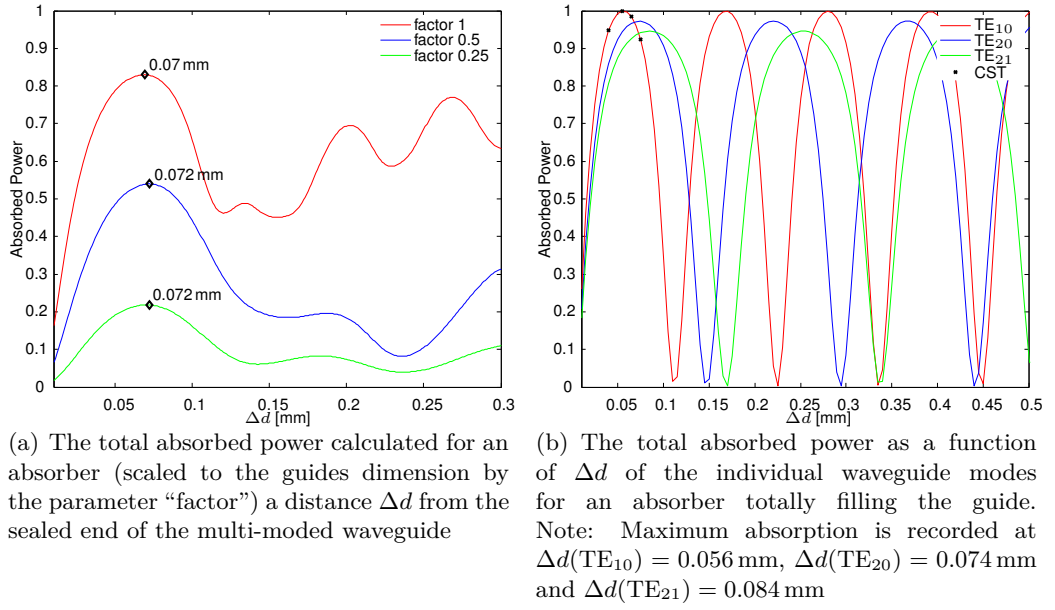 factor 1
factor 0.5
factor 0.25
0.07 mm
0.072 mm
0.072 mm
Absorbed Power
1
0.9
0.8
0.7
0.6
0.5
0.4
0.3
0.2
0.1
0
0.05 0.1 0.15 0.2 0.25 0.3
Δd [mm]
(a) The total absorbed power calculated for an
absorber (scaled to the guides dimension by
the parameter “factor”) a distance Δd from the
sealed end of the multi-moded waveguide
TE10
TE20
TE21
CST
Absorbed Power
1
0.9
0.8
0.7
0.6
0.5
0.4
0.3
0.2
0.1
0
0.05 0.1 0.15 0.2 0.25 0.3 0.35 0.4 0.45 0.5
Δd [mm]
(b) The total absorbed power as a function
of Δd of the individual waveguide modes
for an absorber totally filling the guide.
Note: Maximum absorption is recorded at
Δd(TE10) = 0.056 mm, Δd(TE20) = 0.074 mm
and Δd(TE21) = 0.084 mm